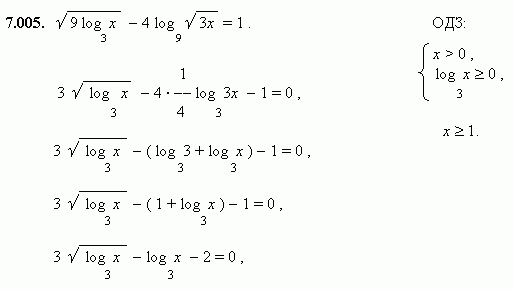 7.005. √(9 log₃ x) − 4 log₉ √(3x) = 1 .
ОДЗ:
{ x > 0 ,
log₃ x ≥ 0 ,
x ≥ 1.
3 √(log₃ x) − 4 · 1/4 log₃ 3x − 1 = 0 ,
3 √(log₃ x) − ( log₃ 3 + log₃ x ) − 1 = 0 ,
3 √(log₃ x) − ( 1 + log₃ x ) − 1 = 0 ,
3 √(log₃ x) − log₃ x − 2 = 0 ,